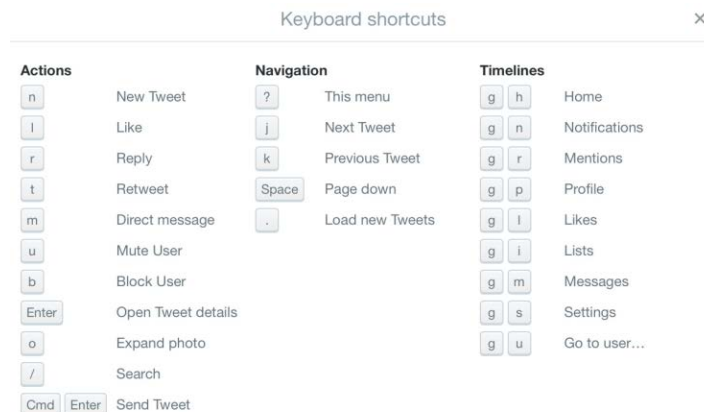 Keyboard shortcuts ×
Actions
n New Tweet
l Like
r Reply
t Retweet
m Direct message
u Mute User
b Block User
Enter Open Tweet details
o Expand photo
/ Search
Cmd Enter Send Tweet
Navigation
? This menu
j Next Tweet
k Previous Tweet
Space Page down
. Load new Tweets
Timelines
g h Home
g n Notifications
g r Mentions
g p Profile
g l Likes
g i Lists
g m Messages
g s Settings
g u Go to user...